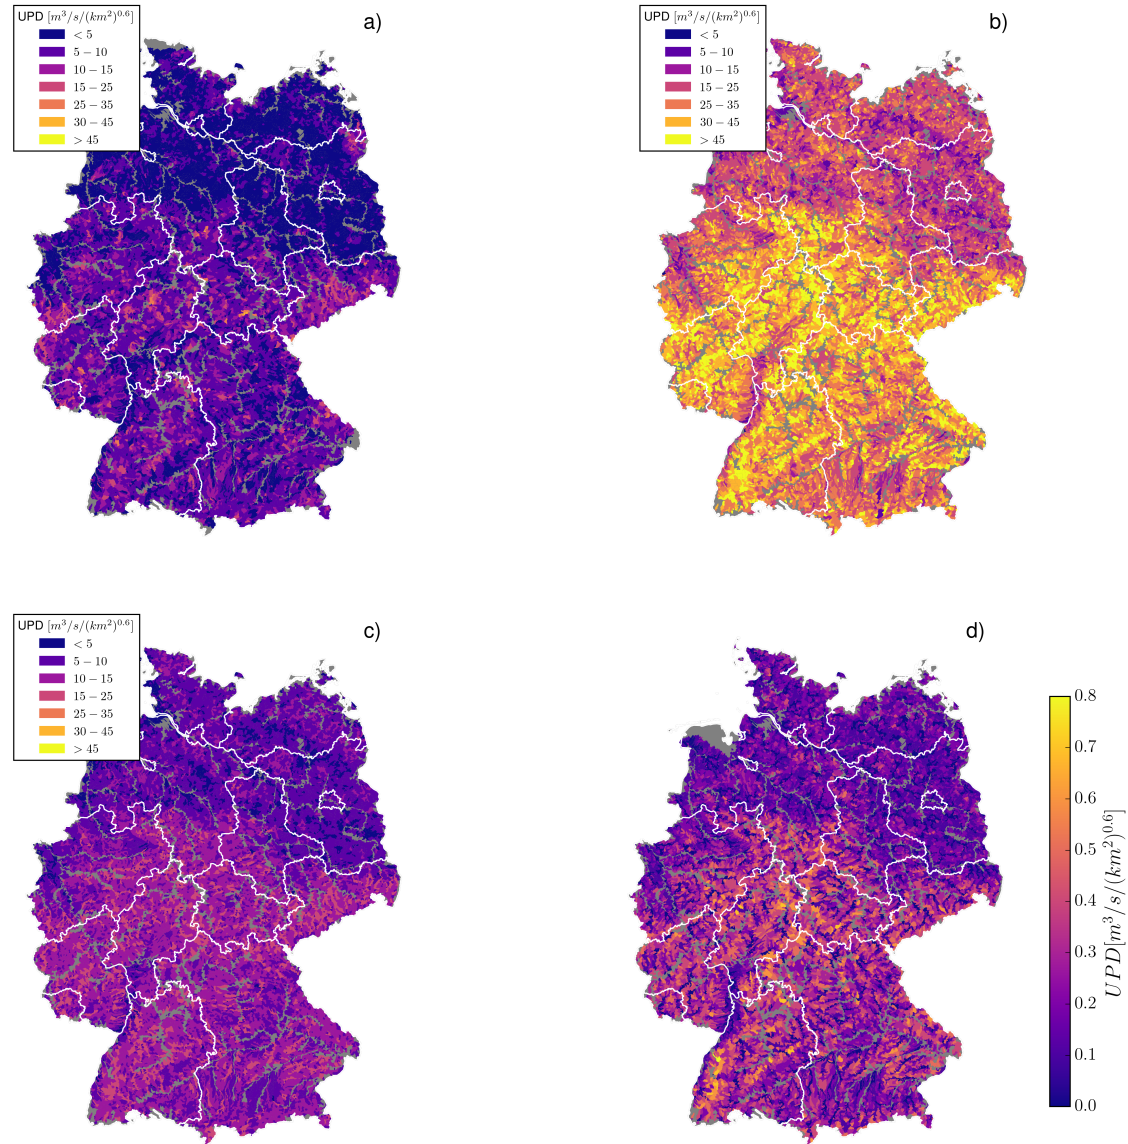 UPD [m³/s/(km²)⁰·⁶]
< 5
5 − 10
10 − 15
15 − 25
25 − 35
30 − 45
> 45
a)
UPD [m³/s/(km²)⁰·⁶]
< 5
5 − 10
10 − 15
15 − 25
25 − 35
30 − 45
> 45
b)
UPD [m³/s/(km²)⁰·⁶]
< 5
5 − 10
10 − 15
15 − 25
25 − 35
30 − 45
> 45
c)
d)
0.8
0.7
0.6
0.5
0.4
0.3
0.2
0.1
0.0
UPD[m³/s/(km²)⁰·⁶]